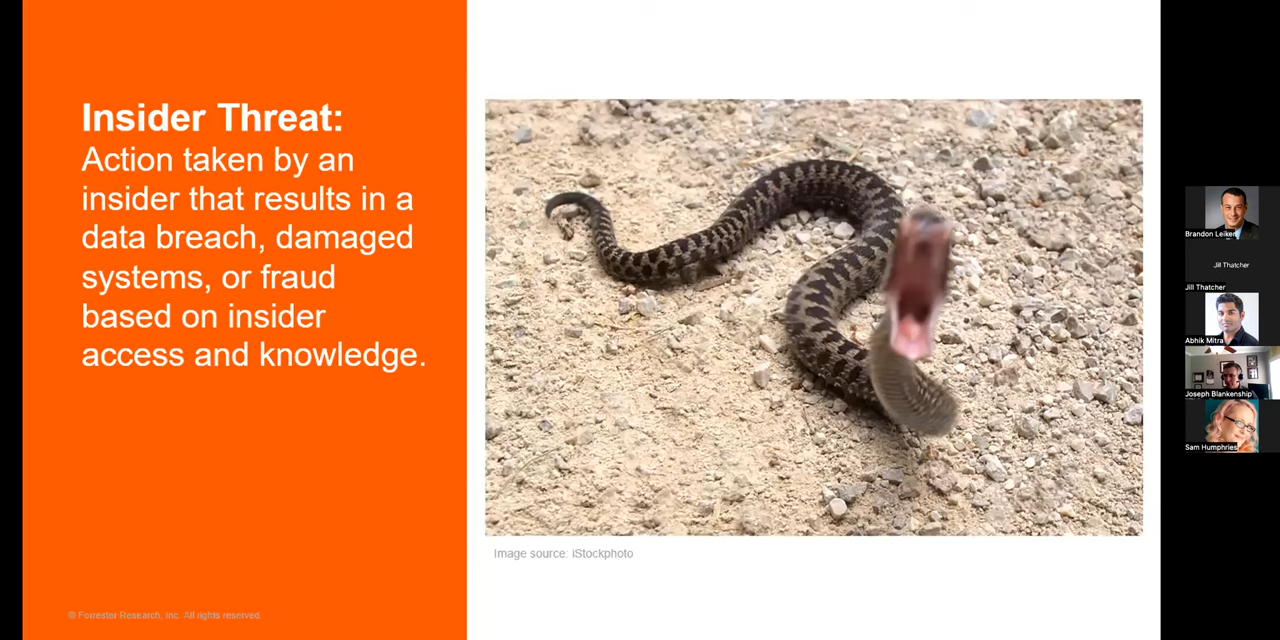 Insider Threat:
Action taken by an
insider that results in a
data breach, damaged
systems, or fraud
based on insider
access and knowledge.
Image source: iStockphoto
© Forrester Research, Inc. All rights reserved.
Brandon Leiker
Jill Thatcher
Jill Thatcher
Abhik Mitra
Joseph Blankenship
Sam Humphries